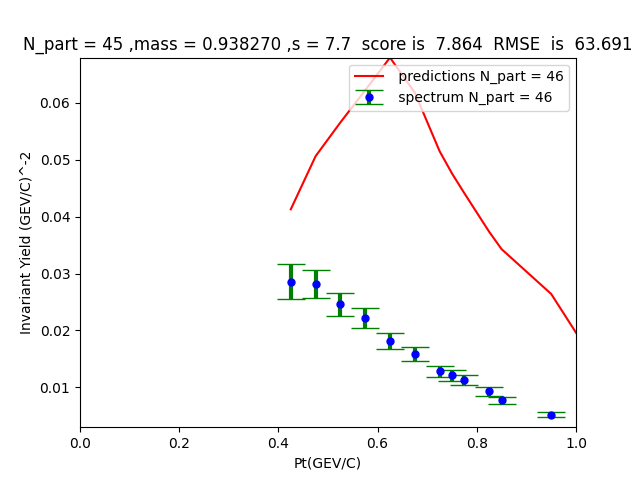 N_part = 45 ,mass = 0.938270 ,s = 7.7  score is  7.864  RMSE  is  63.691
predictions N_part = 46
spectrum N_part = 46
Invariant Yield (GEV/C)^-2
0.06
0.05
0.04
0.03
0.02
0.01
0.0 0.2 0.4 0.6 0.8 1.0
Pt(GEV/C)